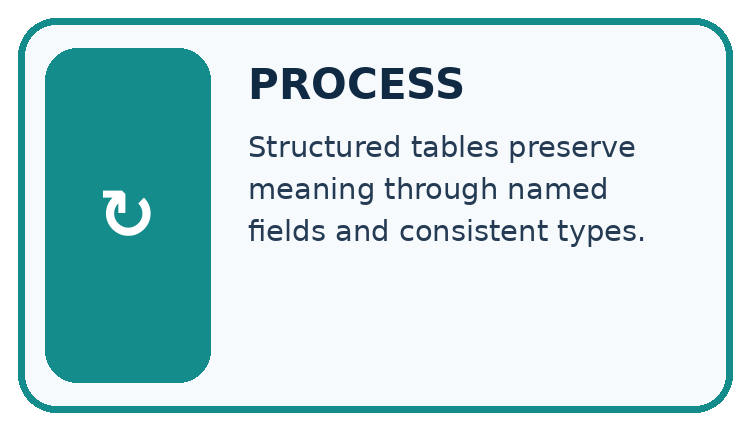 ↻
PROCESS
Structured tables preserve
meaning through named
fields and consistent types.